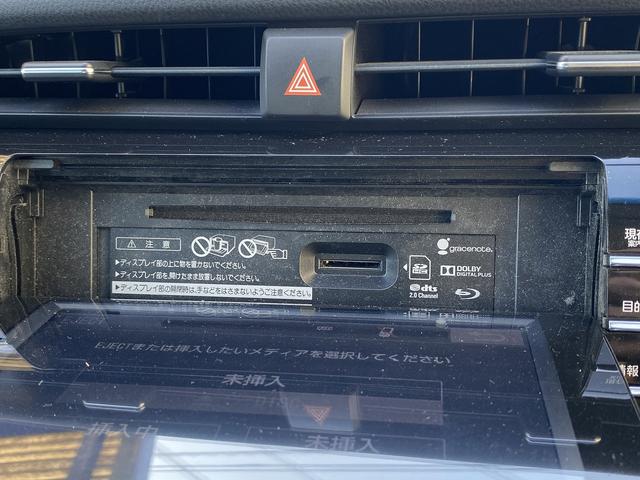 注意
▶ディスプレイ部の上に物を置かないでください。
▶ディスプレイ部を開けたまま放置しないでください。
▶ディスプレイ部の開閉時は、手などをはさまないようご注意ください。
gracenote.
SD
DOLBY
DIGITAL PLUS
dts
2.0 Channel
EJECTまたは挿入したいメディアを選択してください
未挿入
挿入中
未挿入
現在
案内
目的
情報